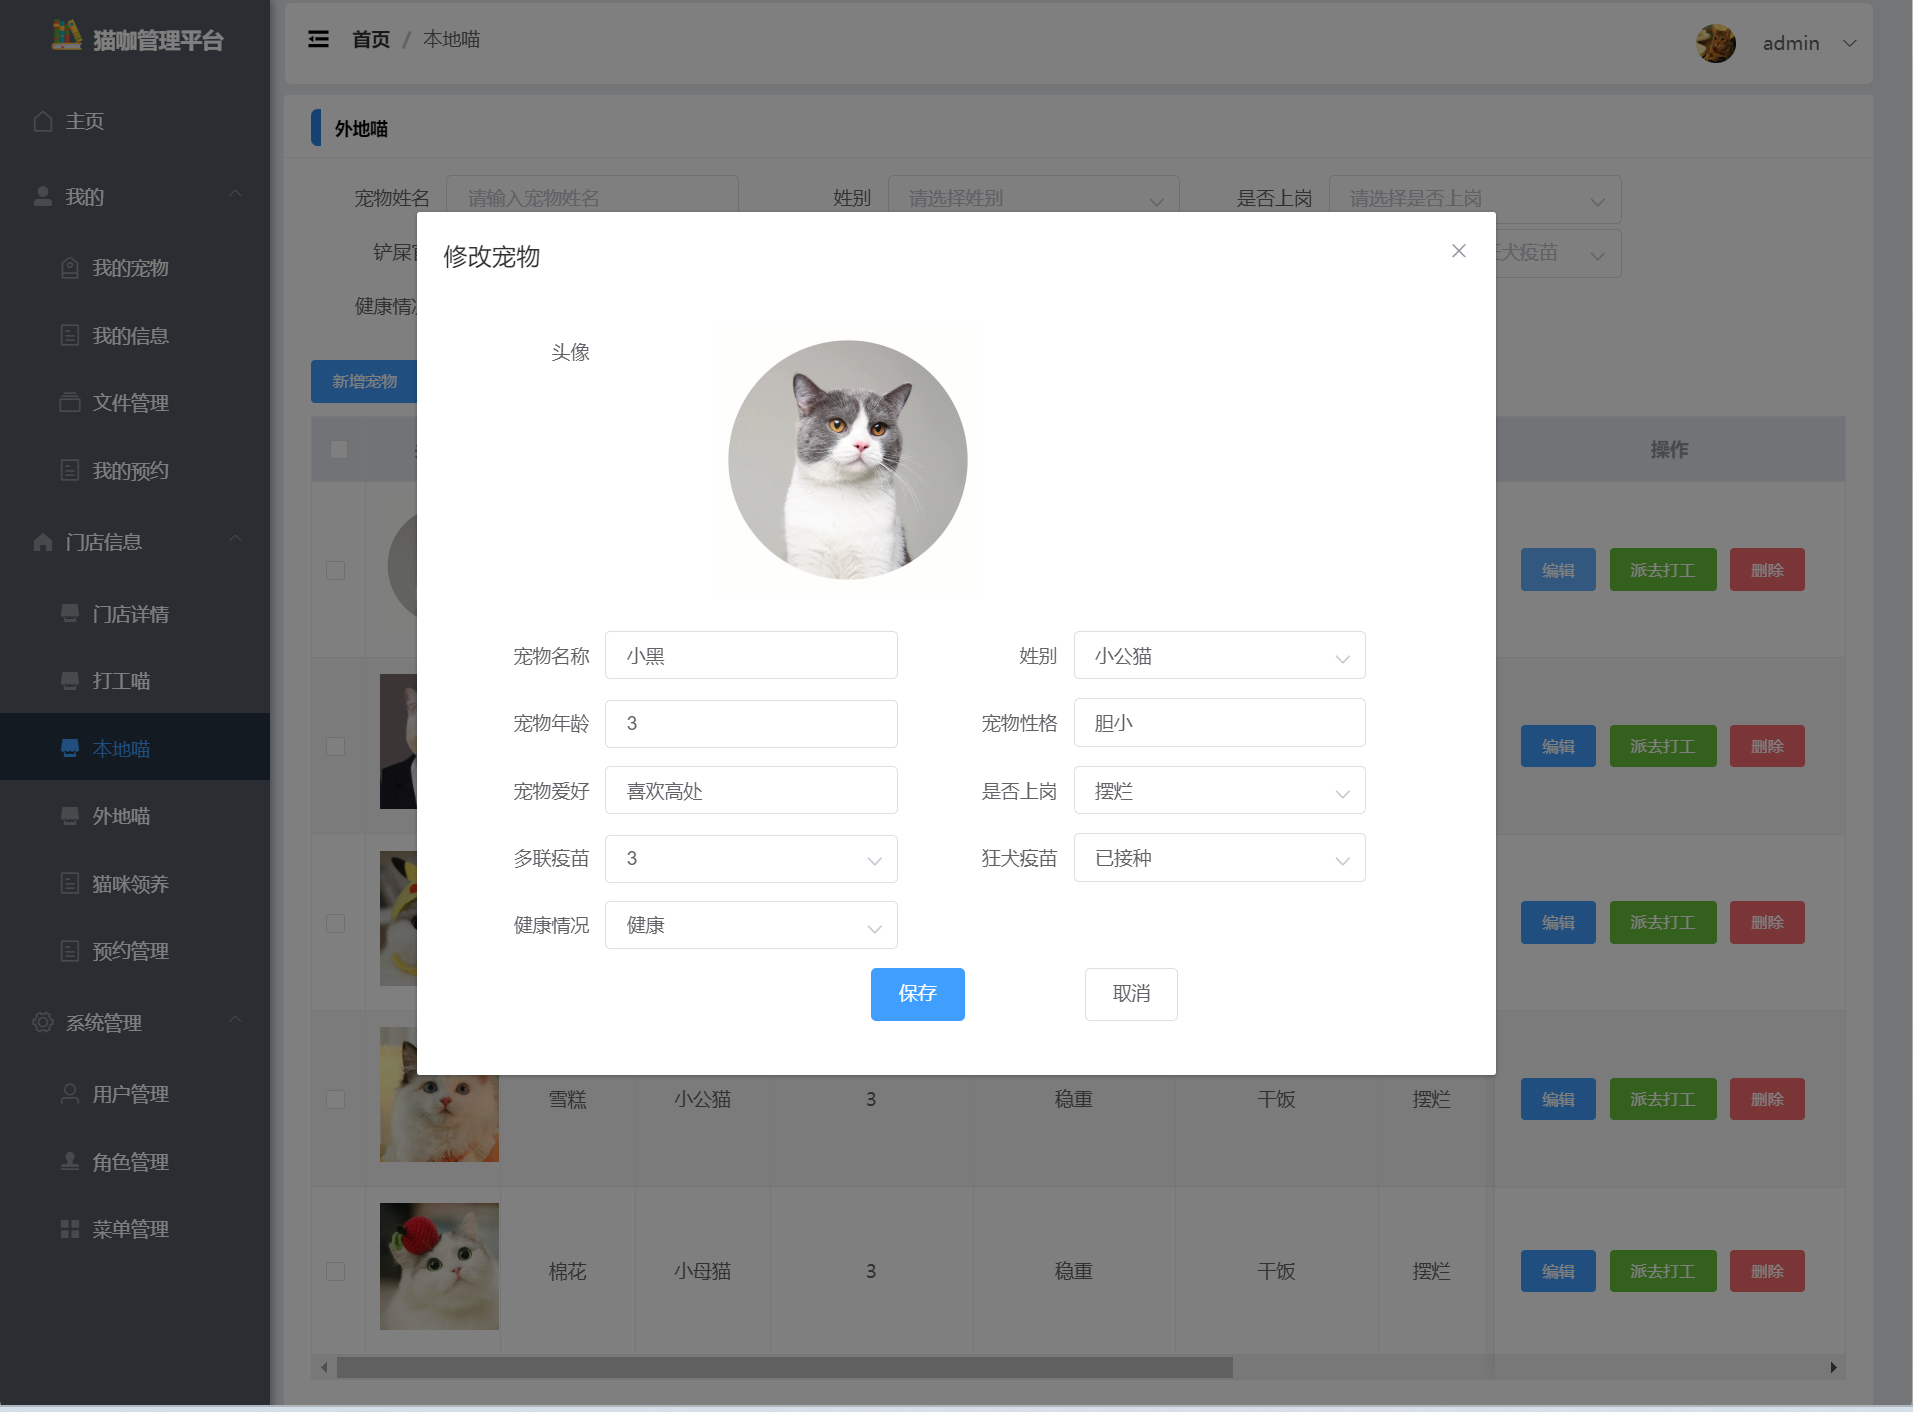 猫咖管理平台
主页
我的
我的宠物
我的信息
文件管理
我的预约
门店信息
门店详情
打工喵
本地喵
外地喵
猫咪领养
预约管理
系统管理
用户管理
角色管理
菜单管理
首页 / 本地喵
admin
外地喵
宠物姓名 请输入宠物姓名 姓别 请选择姓别 是否上岗 请选择是否上岗
铲屎 犬疫苗
健康情
新增宠物
操作
修改宠物
头像
宠物名称 小黑 姓别 小公猫
宠物年龄 3 宠物性格 胆小
宠物爱好 喜欢高处 是否上岗 摆烂
多联疫苗 3 狂犬疫苗 已接种
健康情况 健康
保存 取消
编辑 派去打工 删除
编辑 派去打工 删除
编辑 派去打工 删除
雪糕 小公猫 3 稳重 干饭 摆烂 编辑 派去打工 删除
棉花 小母猫 3 稳重 干饭 摆烂 编辑 派去打工 删除